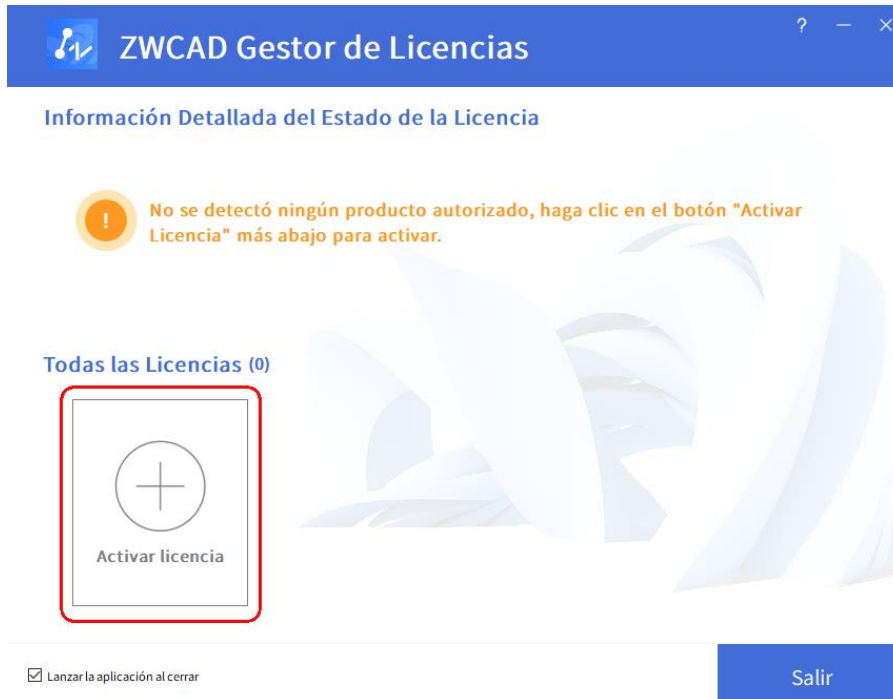 ZWCAD Gestor de Licencias
Información Detallada del Estado de la Licencia
No se detectó ningún producto autorizado, haga clic en el botón "Activar
Licencia" más abajo para activar.
Todas las Licencias (0)
Activar licencia
Lanzar la aplicación al cerrar
Salir